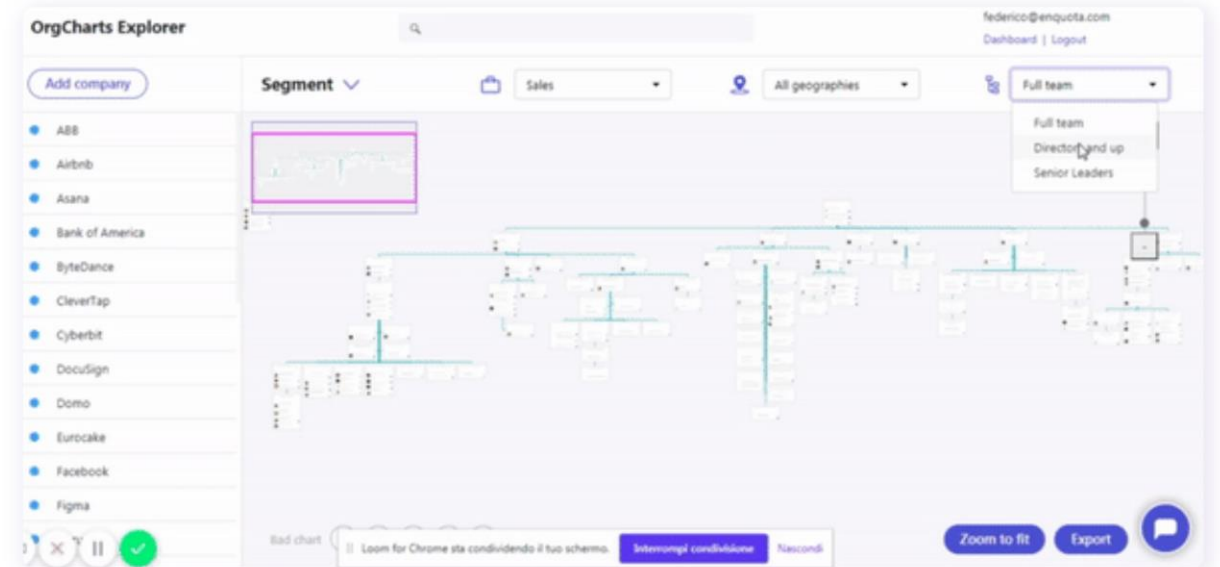 OrgCharts Explorer
federico@enquota.com
Dashboard | Logout
Add company
Segment
Sales
All geographies
Full team
Full team
Director and up
Senior Leaders
ABB
Airbnb
Asana
Bank of America
ByteDance
CleverTap
Cyberbit
DocuSign
Domo
Eurocake
Facebook
Figma
Bad chart
Loom for Chrome sta condividendo il tuo schermo.
Interrompi condivisione
Nascondi
Zoom to fit
Export